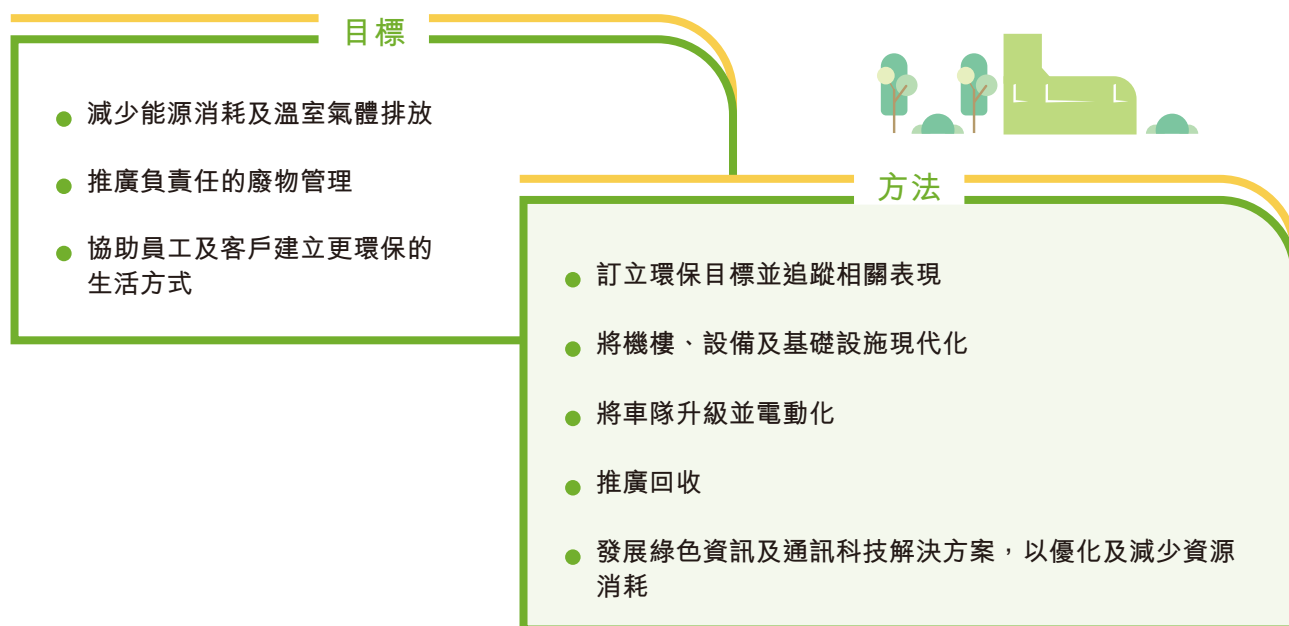 目標
減少能源消耗及溫室氣體排放
推廣負責任的廢物管理
協助員工及客戶建立更環保的
生活方式
方法
訂立環保目標並追蹤相關表現
將機樓、設備及基礎設施現代化
將車隊升級並電動化
推廣回收
發展綠色資訊及通訊科技解決方案，以優化及減少資源
消耗